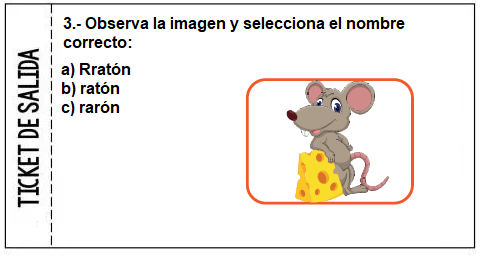 TICKET DE SALIDA
3.- Observa la imagen y selecciona el nombre
correcto:
a) Rratón
b) ratón
c) rarón